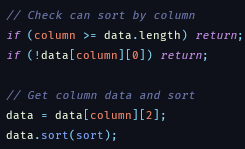 // Check can sort by column
if (column >= data.length) return;
if (!data[column][0]) return;

// Get column data and sort
data = data[column][2];
data.sort(sort);